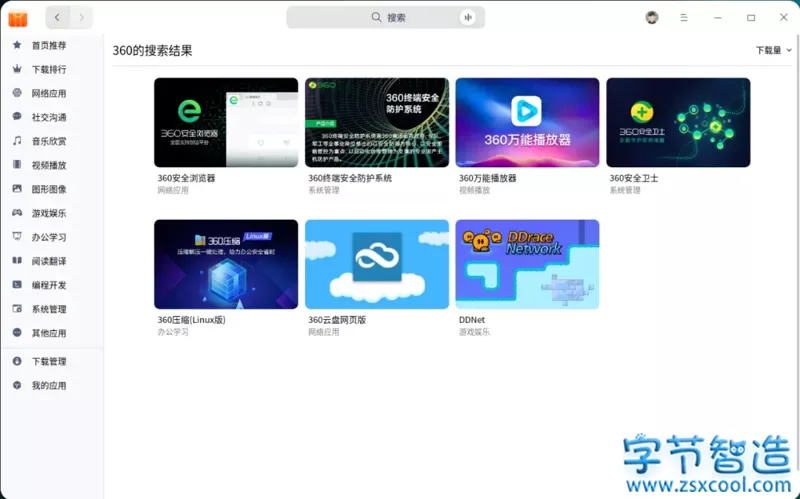 搜索
360的搜索结果
下载量
首页推荐
下载排行
网络应用
社交沟通
音乐欣赏
视频播放
图形图像
游戏娱乐
办公学习
阅读翻译
编程开发
系统管理
其他应用
下载管理
我的应用
360安全浏览器
360安全浏览器
网络应用
360
360终端安全
防护系统
产品介绍
360终端安全防护系统
系统管理
360万能播放器
360万能播放器
视频播放
360安全卫士
360安全卫士
系统管理
360压缩 Linux版
压缩解压一键处理,助力办公安全省时
360压缩(Linux版)
办公学习
360云盘网页版
网络应用
DDrace
Network
DDNet
游戏娱乐
字节智造
www.zsxcool.com